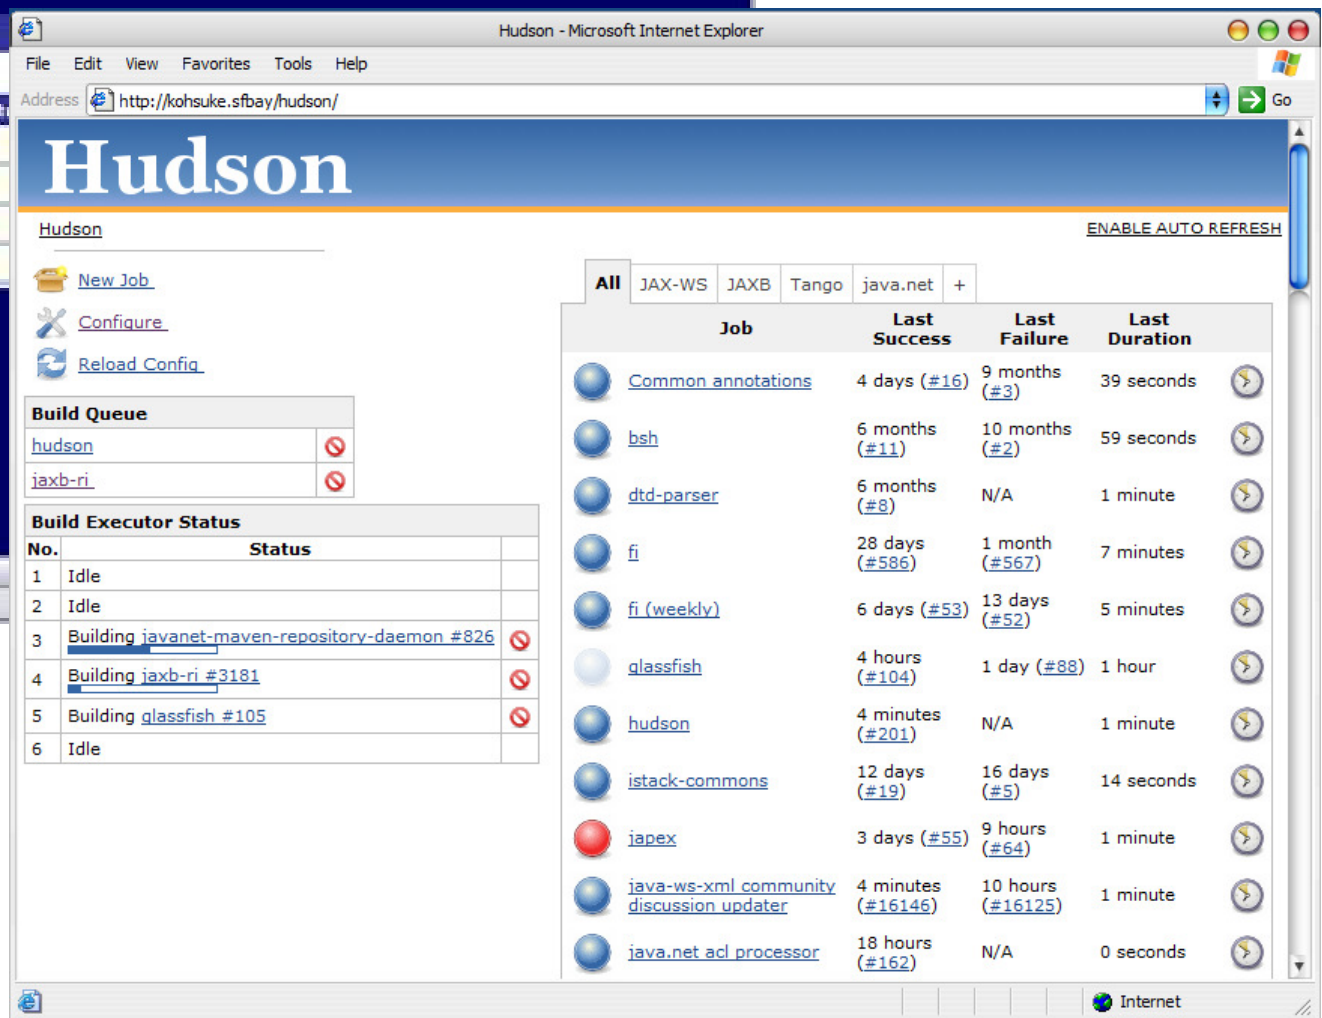 Hudson - Microsoft Internet Explorer
File Edit View Favorites Tools Help
Address http://kohsuke.sfbay/hudson/ Go
Hudson
Hudson
ENABLE AUTO REFRESH
New Job
Configure
Reload Config
Build Queue
hudson
jaxb-ri
Build Executor Status
No. Status
1 Idle
2 Idle
3 Building javanet-maven-repository-daemon #826
4 Building jaxb-ri #3181
5 Building glassfish #105
6 Idle
All JAX-WS JAXB Tango java.net +
Job Last Success Last Failure Last Duration
Common annotations 4 days (#16) 9 months (#3) 39 seconds
bsh 6 months (#11) 10 months (#2) 59 seconds
dtd-parser 6 months (#8) N/A 1 minute
fi 28 days (#586) 1 month (#567) 7 minutes
fi (weekly) 6 days (#53) 13 days (#52) 5 minutes
glassfish 4 hours (#104) 1 day (#88) 1 hour
hudson 4 minutes (#201) N/A 1 minute
istack-commons 12 days (#19) 16 days (#5) 14 seconds
japex 3 days (#55) 9 hours (#64) 1 minute
java-ws-xml community discussion updater 4 minutes (#16146) 10 hours (#16125) 1 minute
java.net acl processor 18 hours (#162) N/A 0 seconds
Internet